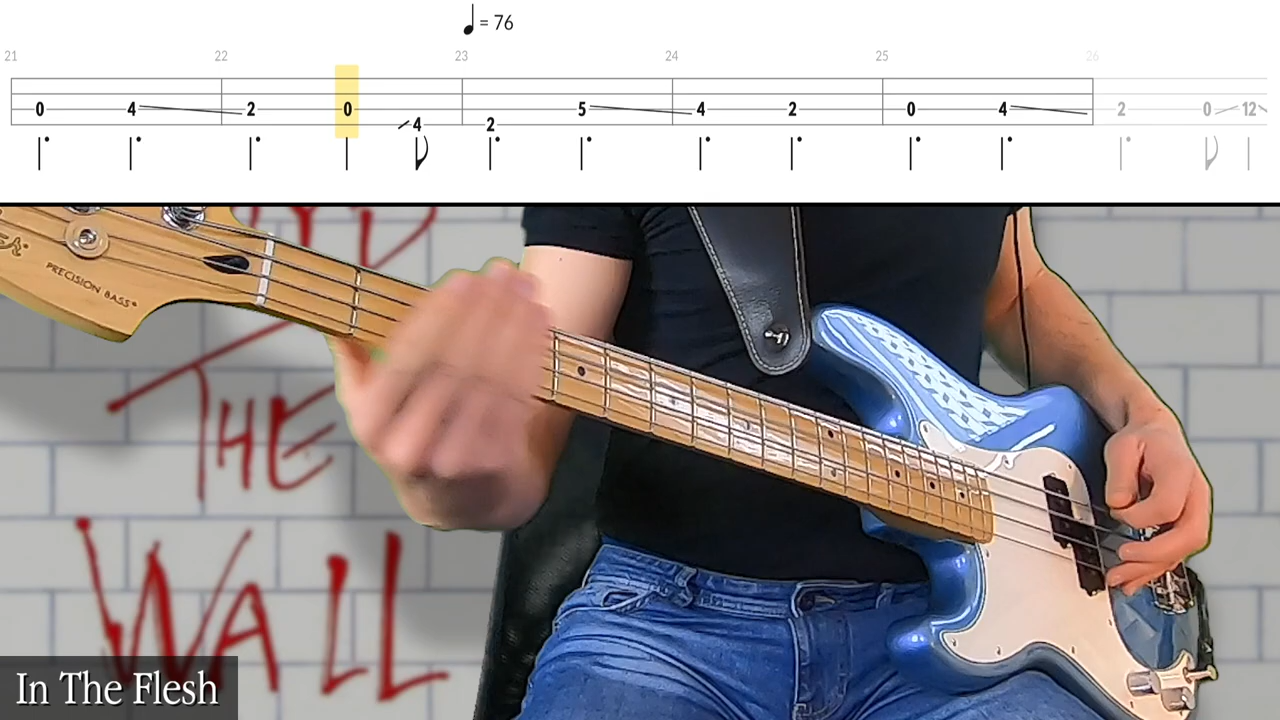 = 76
21 22 23 24 25 26
0 4 2 0 4 2 5 4 2 0 4 2 0 12
PRECISION BASS®
THE
WALL
In The Flesh